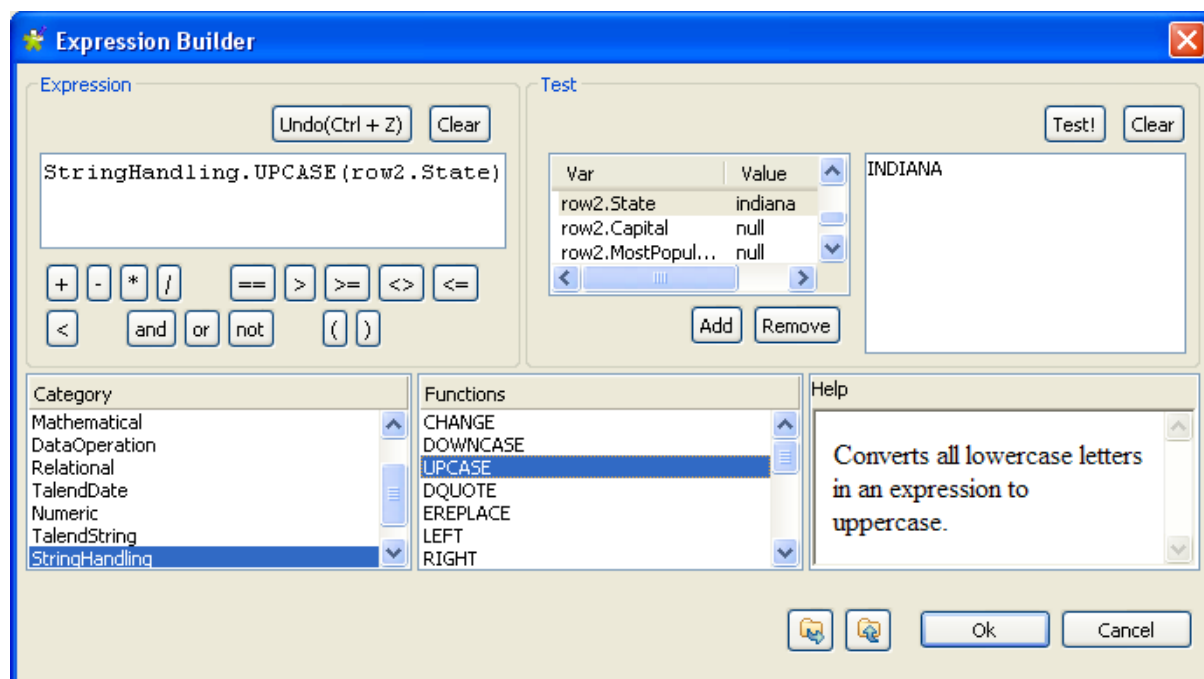 Expression Builder
Expression
Undo(Ctrl + Z) Clear
StringHandling.UPCASE(row2.State)
+ - * / == > >= <> <=
< and or not ( )
Test
Test! Clear
Var Value
row2.State indiana
row2.Capital null
row2.MostPopul... null
Add Remove
INDIANA
Category
Mathematical
DataOperation
Relational
TalendDate
Numeric
TalendString
StringHandling
Functions
CHANGE
DOWNCASE
UPCASE
DQUOTE
EREPLACE
LEFT
RIGHT
Help
Converts all lowercase letters
in an expression to
uppercase.
Ok Cancel